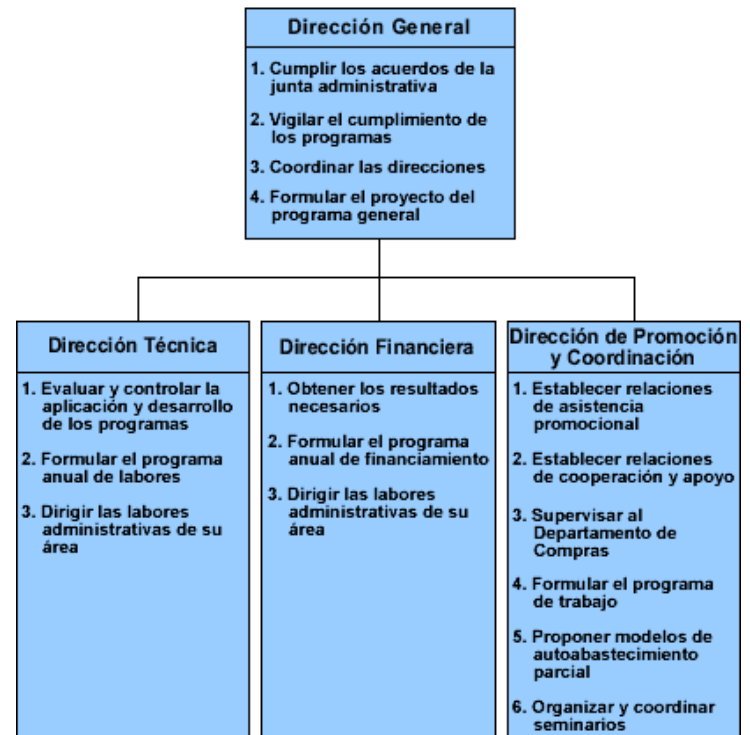 Dirección General
1. Cumplir los acuerdos de la
junta administrativa
2. Vigilar el cumplimiento de
los programas
3. Coordinar las direcciones
4. Formular el proyecto del
programa general
Dirección Técnica
1. Evaluar y controlar la
aplicación y desarrollo
de los programas
2. Formular el programa
anual de labores
3. Dirigir las labores
administrativas de su
área
Dirección Financiera
1. Obtener los resultados
necesarios
2. Formular el programa
anual de financiamiento
3. Dirigir las labores
administrativas de su
área
Dirección de Promoción
y Coordinación
1. Establecer relaciones
de asistencia
promocional
2. Establecer relaciones
de cooperación y apoyo
3. Supervisar al
Departamento de
Compras
4. Formular el programa
de trabajo
5. Proponer modelos de
autoabastecimiento
parcial
6. Organizar y coordinar
seminarios